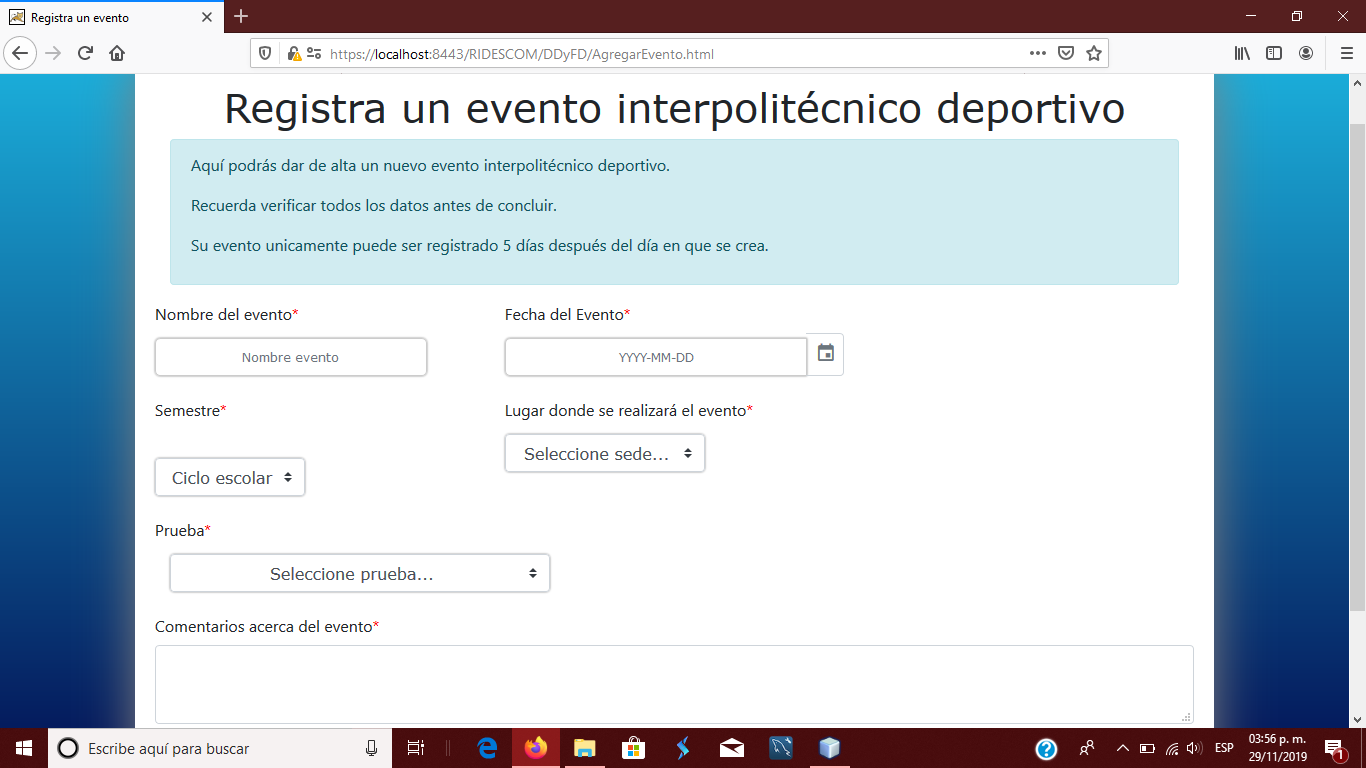 Registra un evento
https://localhost:8443/RIDESCOM/DDyFD/AgregarEvento.html
Registra un evento interpolitécnico deportivo
Aquí podrás dar de alta un nuevo evento interpolitécnico deportivo.
Recuerda verificar todos los datos antes de concluir.
Su evento unicamente puede ser registrado 5 días después del día en que se crea.
Nombre del evento*
Fecha del Evento*
Nombre evento
YYYY-MM-DD
Semestre*
Lugar donde se realizará el evento*
Seleccione sede...
Ciclo escolar
Prueba*
Seleccione prueba...
Comentarios acerca del evento*
Escribe aquí para buscar
ESP
03:56 p. m.
29/11/2019
1